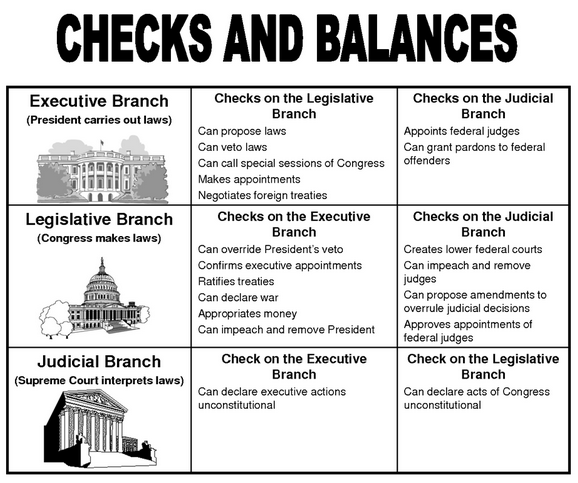 CHECKS AND BALANCES
Executive Branch
(President carries out laws)
Checks on the Legislative
Branch
Can propose laws
Can veto laws
Can call special sessions of Congress
Makes appointments
Negotiates foreign treaties
Checks on the Judicial
Branch
Appoints federal judges
Can grant pardons to federal
offenders
Legislative Branch
(Congress makes laws)
Checks on the Executive
Branch
Can override President's veto
Confirms executive appointments
Ratifies treaties
Can declare war
Appropriates money
Can impeach and remove President
Checks on the Judicial
Branch
Creates lower federal courts
Can impeach and remove
judges
Can propose amendments to
overrule judicial decisions
Approves appointments of
federal judges
Judicial Branch
(Supreme Court interprets laws)
Check on the Executive
Branch
Can declare executive actions
unconstitutional
Check on the Legislative
Branch
Can declare acts of Congress
unconstitutional